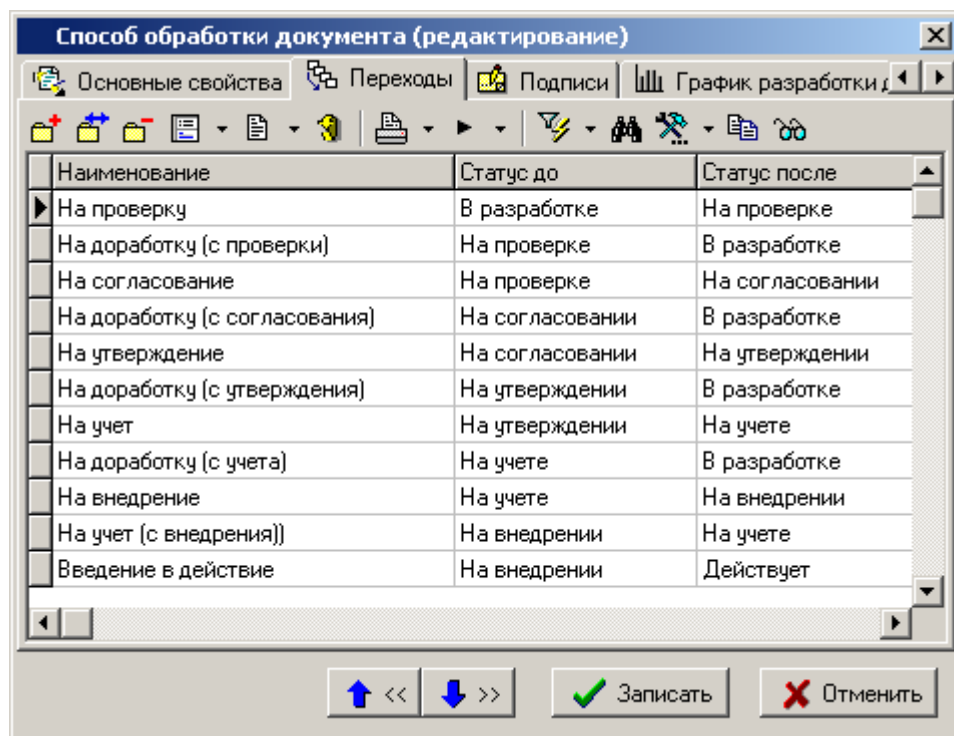 Способ обработки документа (редактирование)
Основные свойства Переходы Подписи График разработки
Наименование Статус до Статус после
На проверку В разработке На проверке
На доработку (с проверки) На проверке В разработке
На согласование На проверке На согласовании
На доработку (с согласования) На согласовании В разработке
На утверждение На согласовании На утверждении
На доработку (с утверждения) На утверждении В разработке
На учет На утверждении На учете
На доработку (с учета) На учете В разработке
На внедрение На учете На внедрении
На учет (с внедрения)) На внедрении На учете
Введение в действие На внедрении Действует
<< >> Записать Отменить